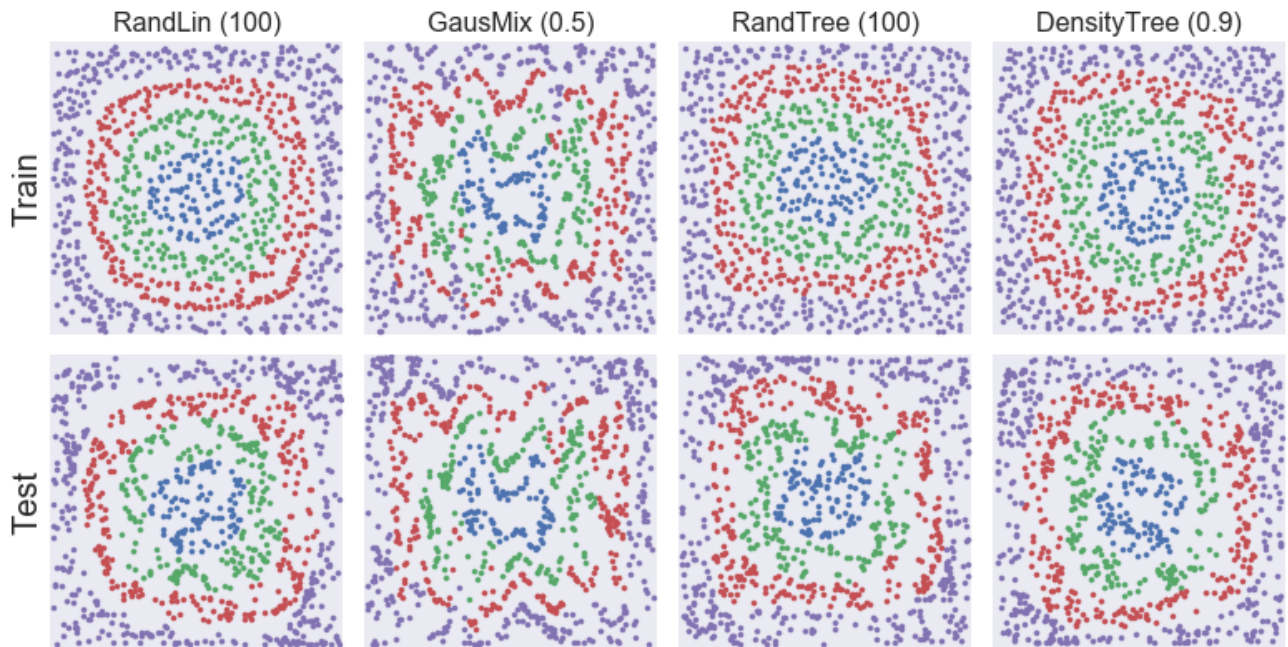 RandLin (100) GausMix (0.5) RandTree (100) DensityTree (0.9)
Train
Test